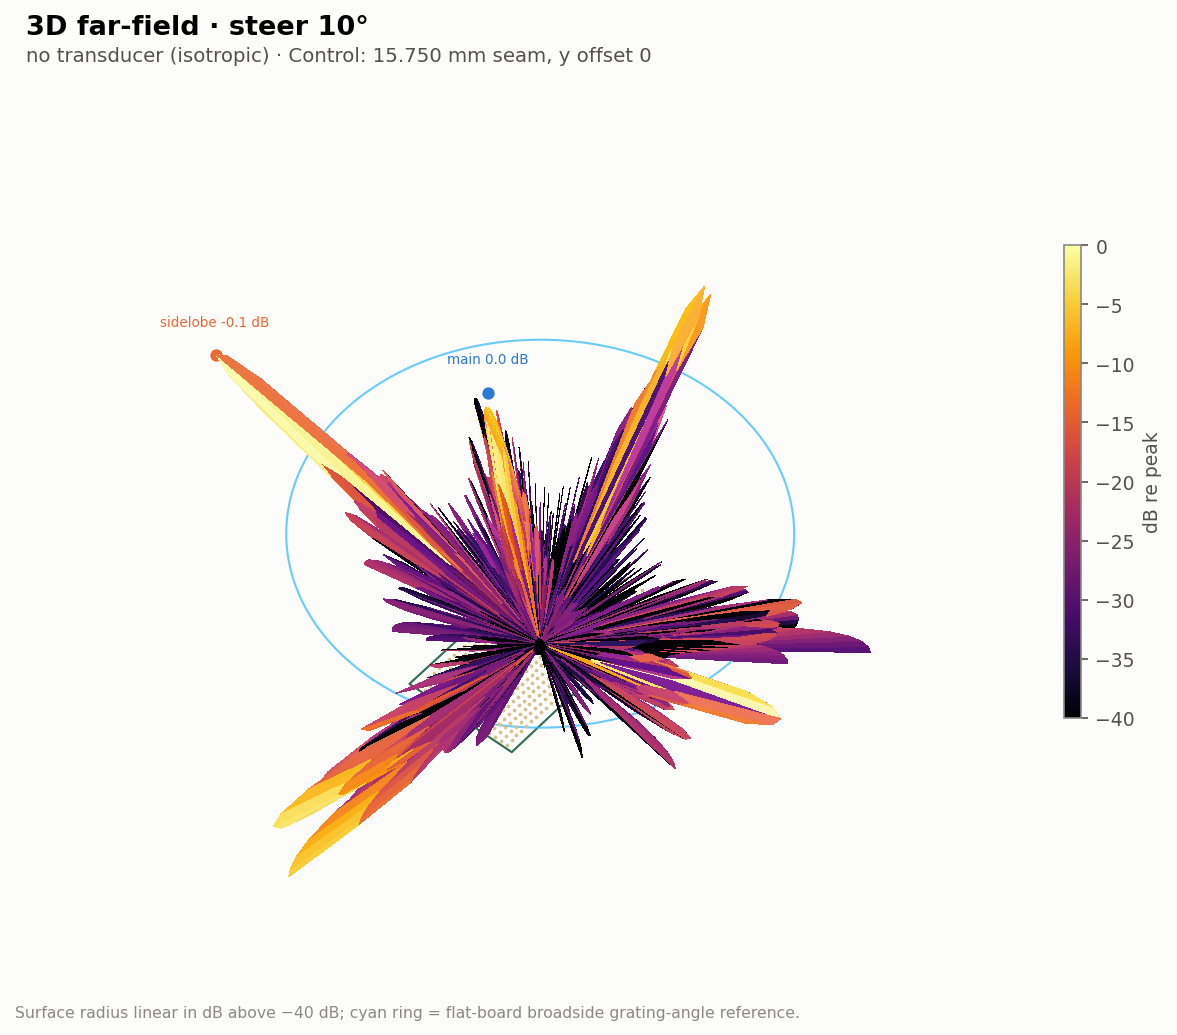 3D far-field · steer 10°
no transducer (isotropic) · Control: 15.750 mm seam, y offset 0
sidelobe -0.1 dB
main 0.0 dB
0
−5
−10
−15
−20
−25
−30
−35
−40
dB re peak
Surface radius linear in dB above −40 dB; cyan ring = flat-board broadside grating-angle reference.